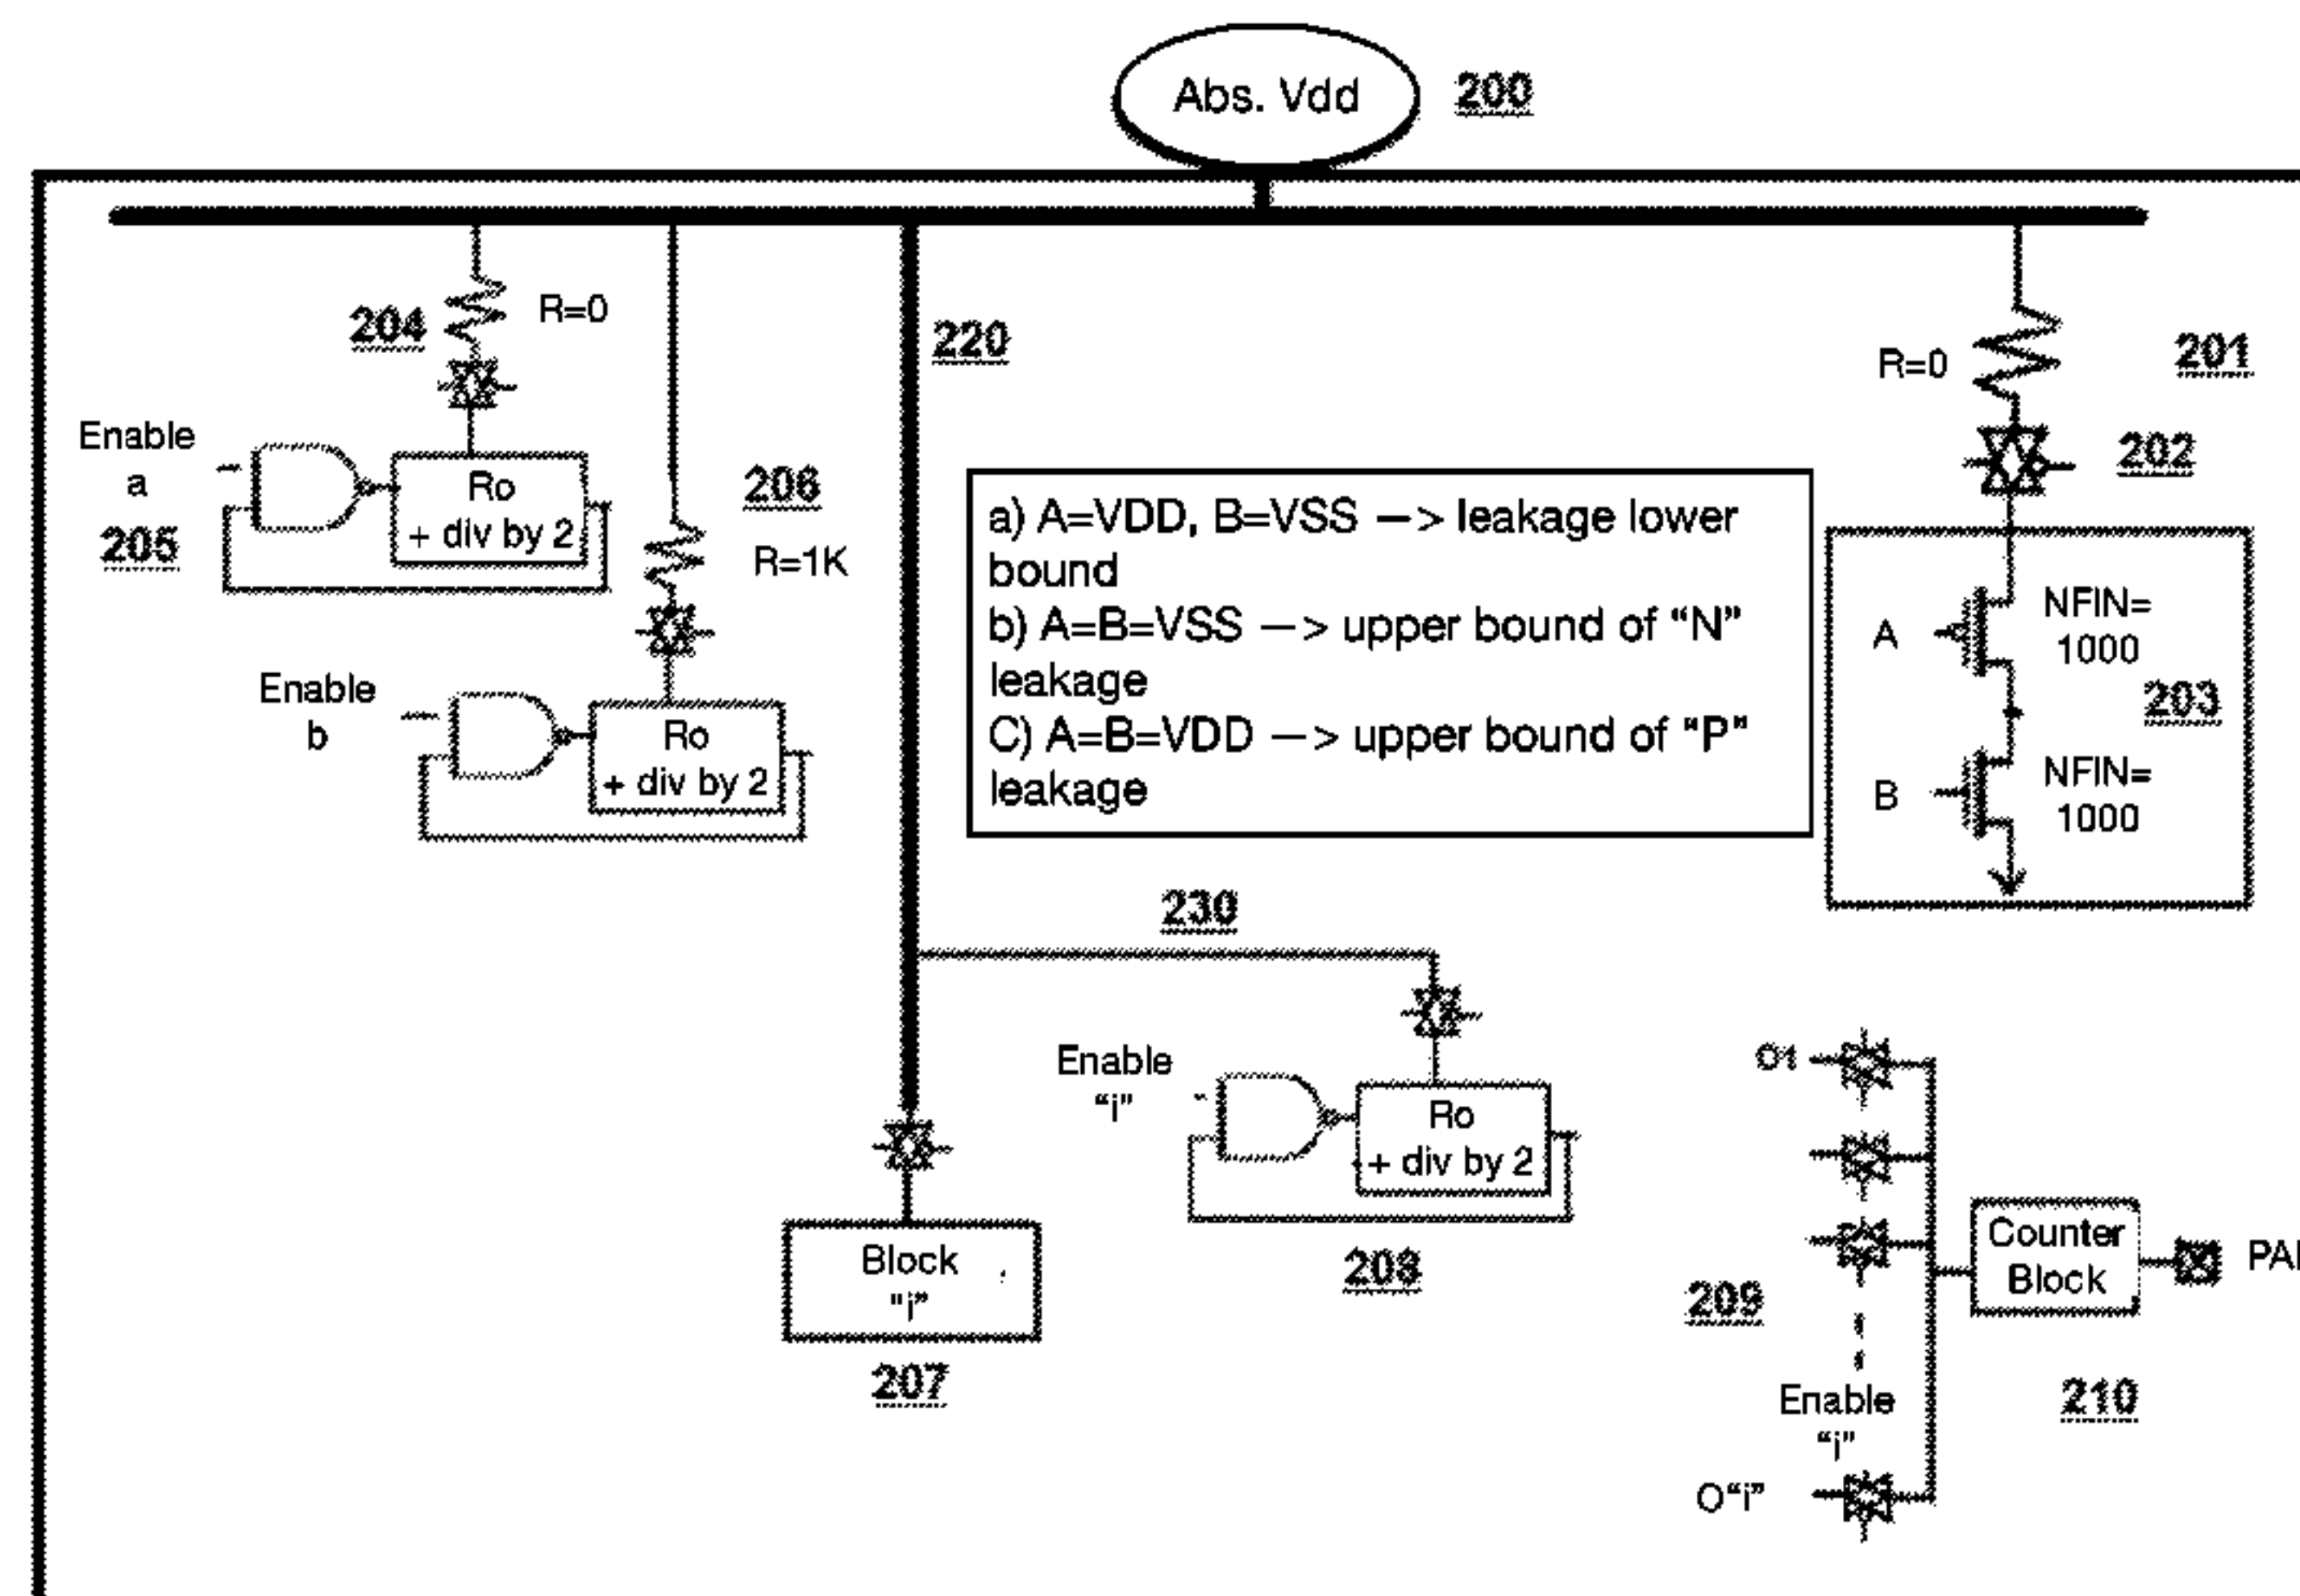 Abs. Vdd
200
204
R=0
220
R=0
201
202
Enable
a
205
Ro
+ div by 2
206
R=1K
Enable
b
Ro
+ div by 2
a) A=VDD, B=VSS —> leakage lower
bound
b) A=B=VSS —> upper bound of “N”
leakage
C) A=B=VDD —> upper bound of “P”
leakage
A
NFIN=
1000
203
B
NFIN=
1000
230
Enable
“i”
Ro
+ div by 2
208
Block
“i”
207
O1
209
Enable
“i”
O“i”
Counter
Block
210